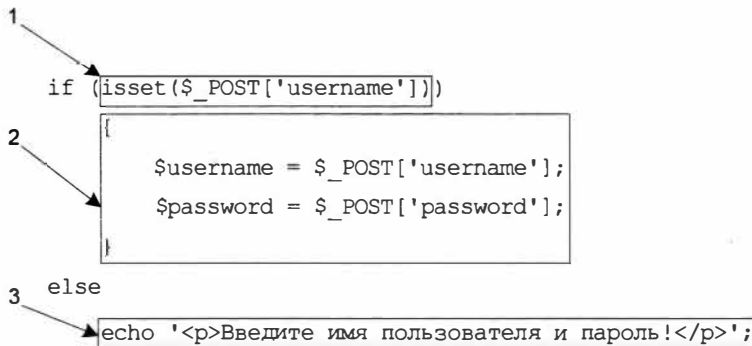 1
if (isset($_POST['username']))
{
2
$username = $_POST['username'];
$password = $_POST['password'];
}
else
3
echo '<p>Введите имя пользователя и пароль!</p>';